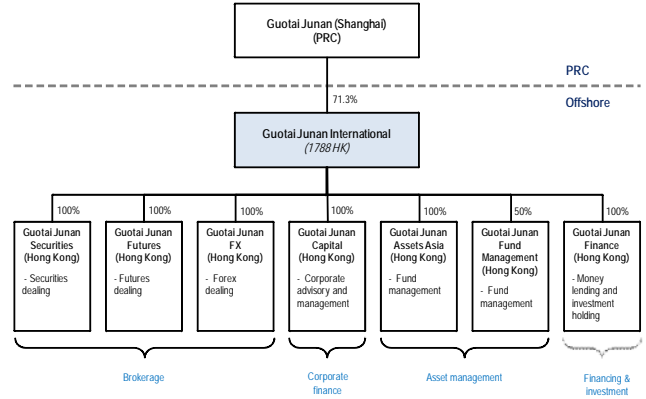 Guotai Junan (Shanghai)
(PRC)
PRC
71.3%
Offshore
Guotai Junan International
(1788 HK)
100%
100%
100%
100%
100%
50%
100%
Guotai Junan
Securities
(Hong Kong)
- Securities
dealing
Guotai Junan
Futures
(Hong Kong)
- Futures
dealing
Guotai Junan
FX
(Hong Kong)
- Forex
dealing
Guotai Junan
Capital
(Hong Kong)
- Corporate
advisory and
management
Guotai Junan
Assets Asia
(Hong Kong)
- Fund
management
Guotai Junan
Fund
Management
(Hong Kong)
- Fund
management
Guotai Junan
Finance
(Hong Kong)
- Money
lending and
investment
holding
Brokerage
Corporate
finance
Asset management
Financing &
investment